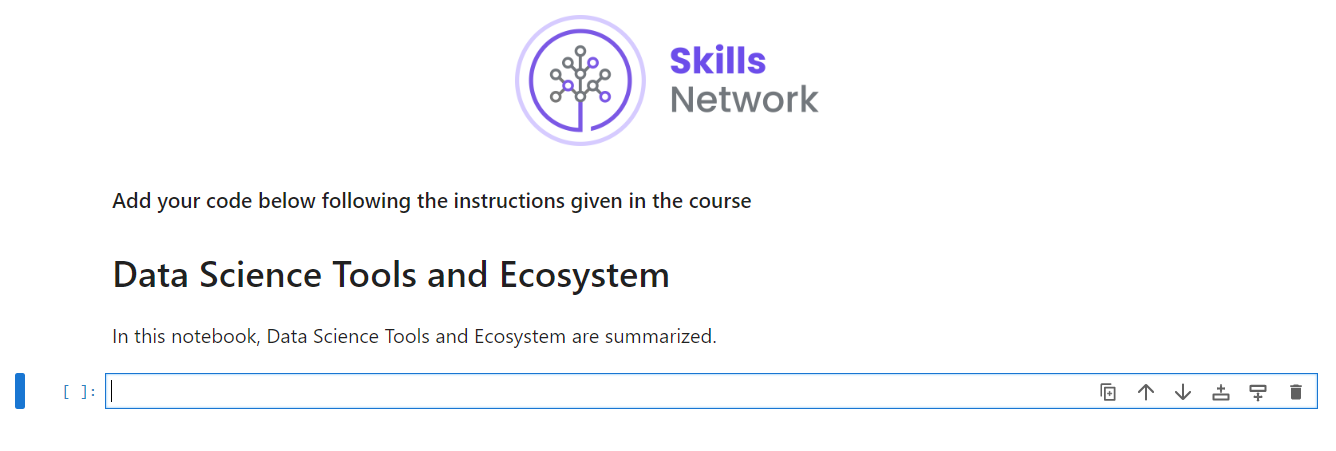 Skills
Network
Add your code below following the instructions given in the course
Data Science Tools and Ecosystem
In this notebook, Data Science Tools and Ecosystem are summarized.
[ ]: